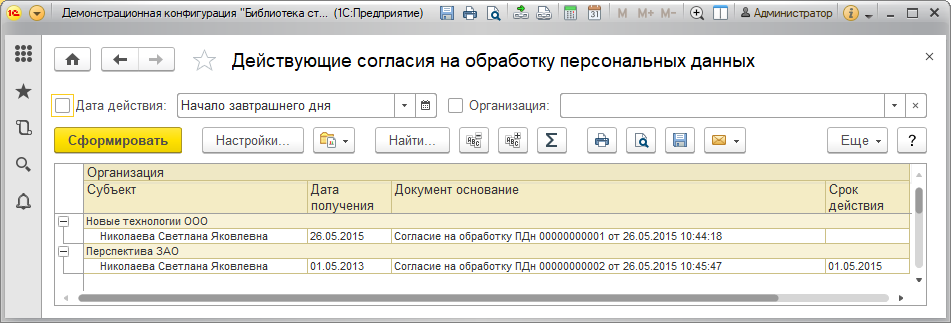 Демонстрационная конфигурация "Библиотека ст... (1С:Предприятие) M M+ M- Администратор
Действующие согласия на обработку персональных данных
Дата действия: Начало завтрашнего дня Организация:
Сформировать Настройки... Найти... Σ Еще ?
Организация
Субъект Дата получения Документ основание Срок действия
Новые технологии ООО
Николаева Светлана Яковлевна 26.05.2015 Согласие на обработку ПДн 00000000001 от 26.05.2015 10:44:18
Перспектива ЗАО
Николаева Светлана Яковлевна 01.05.2013 Согласие на обработку ПДн 00000000002 от 26.05.2015 10:45:47 01.05.2015